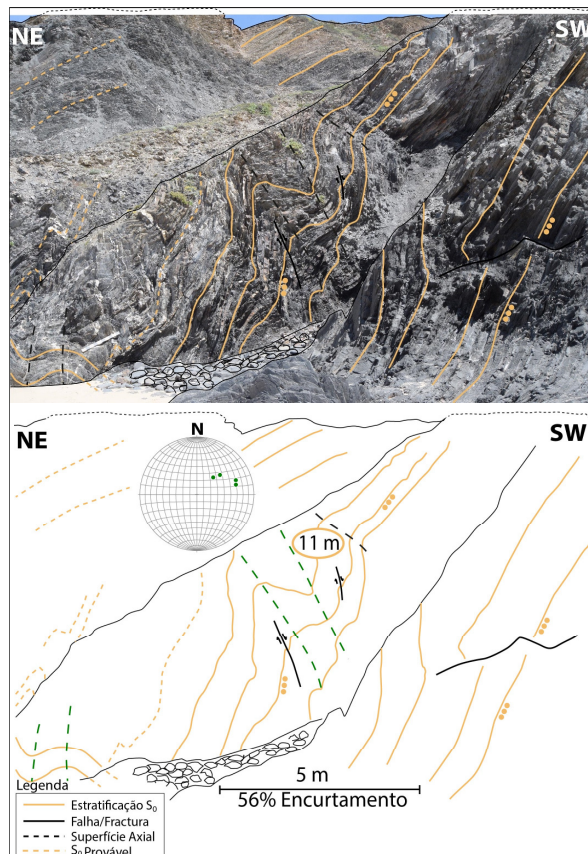 NE
SW
NE
N
SW
11 m
5 m
56% Encurtamento
Legenda
Estratificação S₀
Falha/Fractura
Superfície Axial
S₀ Provável